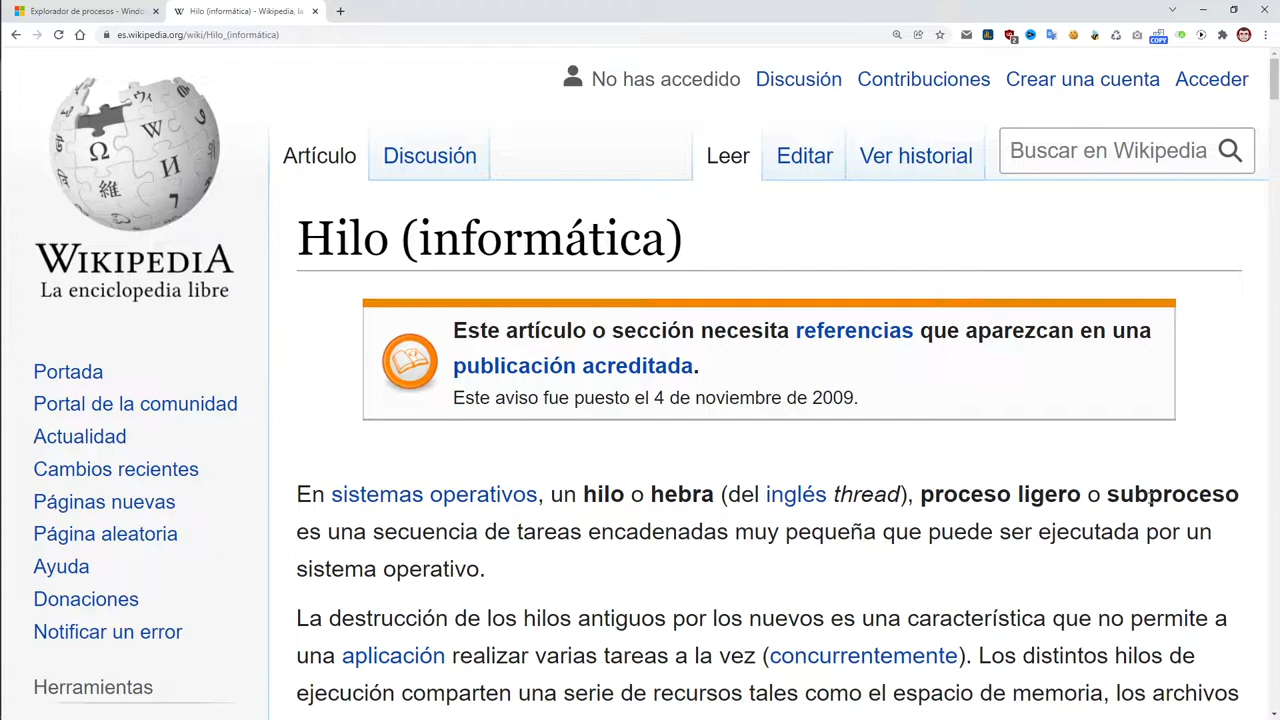 Explorador de procesos - Windo
Hilo (informática) - Wikipedia, la
es.wikipedia.org/wiki/Hilo_(informática)
2
COPY
No has accedido Discusión Contribuciones Crear una cuenta Acceder
Artículo Discusión Leer Editar Ver historial Buscar en Wikipedia
WIKIPEDIA
La enciclopedia libre
Hilo (informática)
Este artículo o sección necesita referencias que aparezcan en una
publicación acreditada.
Este aviso fue puesto el 4 de noviembre de 2009.
Portada
Portal de la comunidad
Actualidad
Cambios recientes
Páginas nuevas
Página aleatoria
Ayuda
Donaciones
Notificar un error
Herramientas
En sistemas operativos, un hilo o hebra (del inglés thread), proceso ligero o subproceso
es una secuencia de tareas encadenadas muy pequeña que puede ser ejecutada por un
sistema operativo.
La destrucción de los hilos antiguos por los nuevos es una característica que no permite a
una aplicación realizar varias tareas a la vez (concurrentemente). Los distintos hilos de
ejecución comparten una serie de recursos tales como el espacio de memoria, los archivos